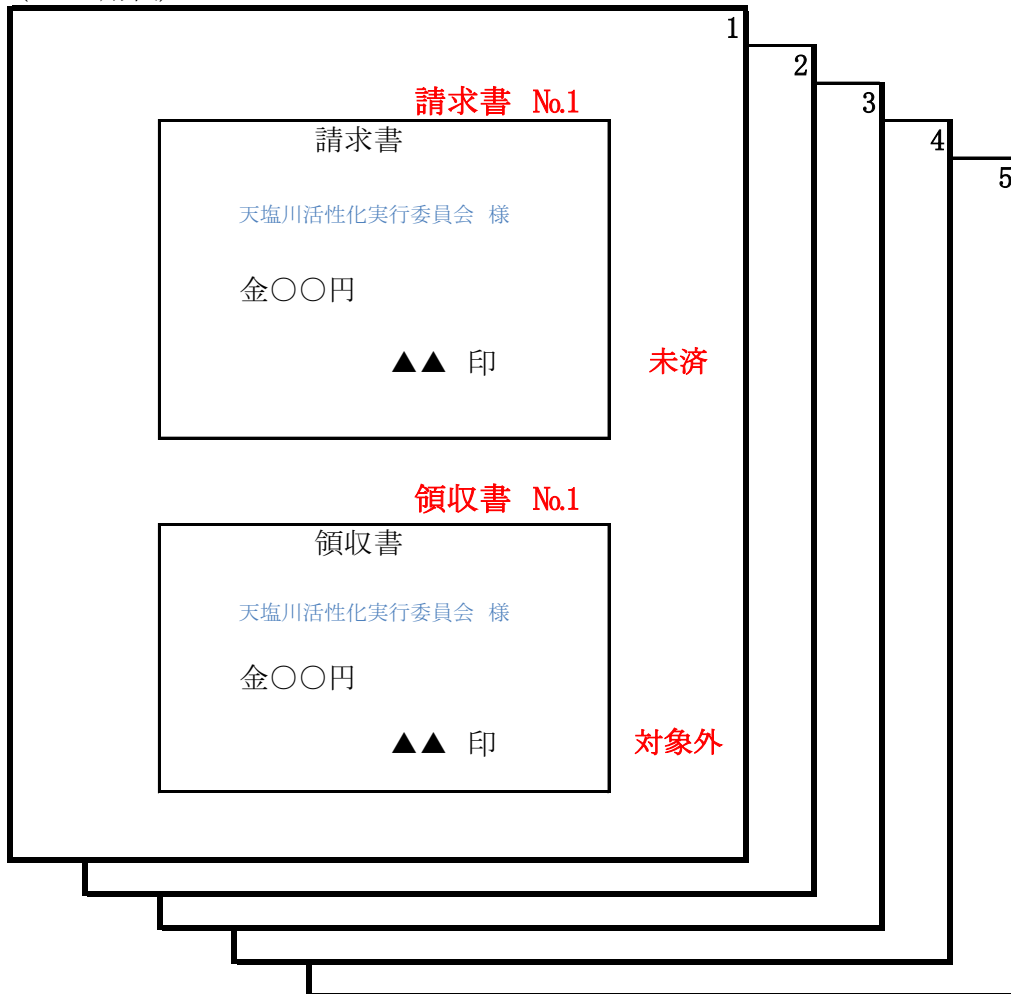 1
2
3
4
5
請求書 No.1
請求書
天塩川活性化実行委員会 様
金〇〇円
▲▲ 印
未済
領収書 No.1
領収書
天塩川活性化実行委員会 様
金〇〇円
▲▲ 印
対象外